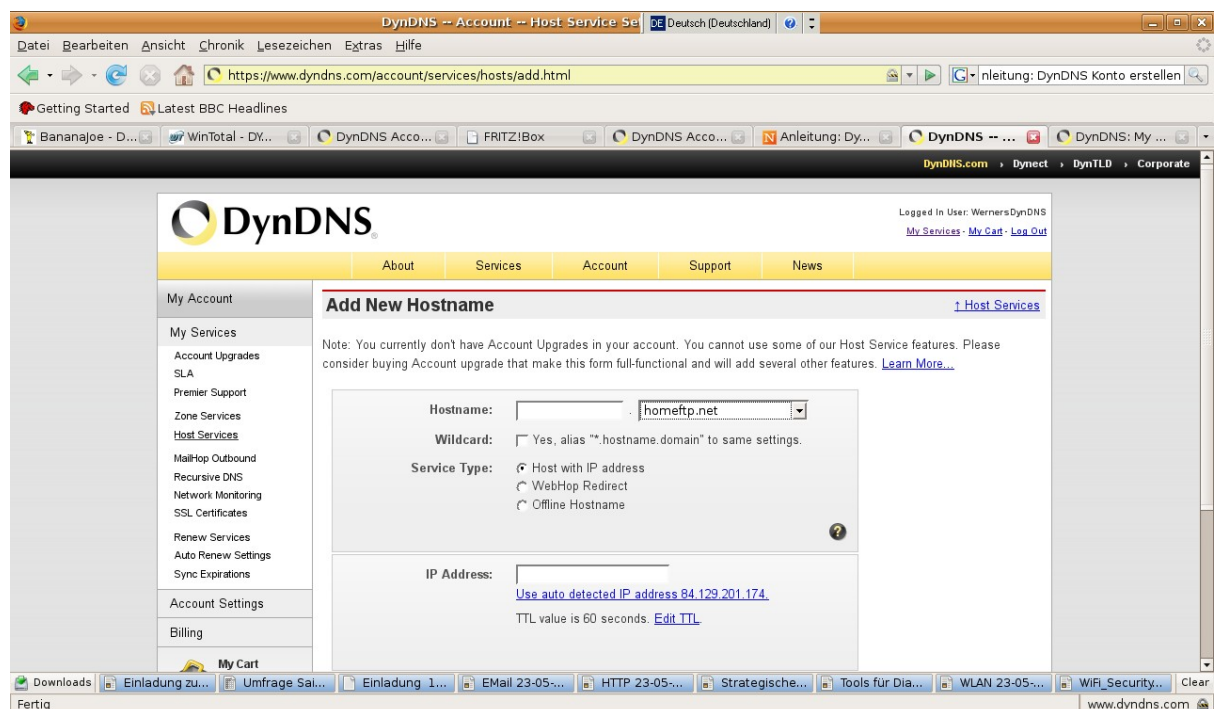 DynDNS -- Account -- Host Service Se
DE Deutsch (Deutschland)
Datei Bearbeiten Ansicht Chronik Lesezeichen Extras Hilfe
https://www.dyndns.com/account/services/hosts/add.html
nleitung: DynDNS Konto erstellen
Getting Started Latest BBC Headlines
BananaJoe - D... WinTotal - DY... DynDNS Acco... FRITZ!Box DynDNS Acco... Anleitung: Dy... DynDNS -- ... DynDNS: My ...
DynDNS.com › Dynect › DynTLD › Corporate
DynDNS®
Logged In User: WernersDynDNS
My Services - My Cart - Log Out
About Services Account Support News
My Account
My Services
Account Upgrades
SLA
Premier Support
Zone Services
Host Services
MailHop Outbound
Recursive DNS
Network Monitoring
SSL Certificates
Renew Services
Auto Renew Settings
Sync Expirations
Account Settings
Billing
My Cart
Add New Hostname
↑ Host Services
Note: You currently don't have Account Upgrades in your account. You cannot use some of our Host Service features. Please
consider buying Account upgrade that make this form full-functional and will add several other features. Learn More...
Hostname: . homeftp.net
Wildcard: Yes, alias "*.hostname.domain" to same settings.
Service Type: Host with IP address
WebHop Redirect
Offline Hostname
IP Address:
Use auto detected IP address 84.129.201.174.
TTL value is 60 seconds. Edit TTL.
Downloads Einladung zu... Umfrage Sai... Einladung 1... EMail 23-05-... HTTP 23-05-... Strategische... Tools für Dia... WLAN 23-05-... WiFi_Security... Clear
Fertig
www.dyndns.com